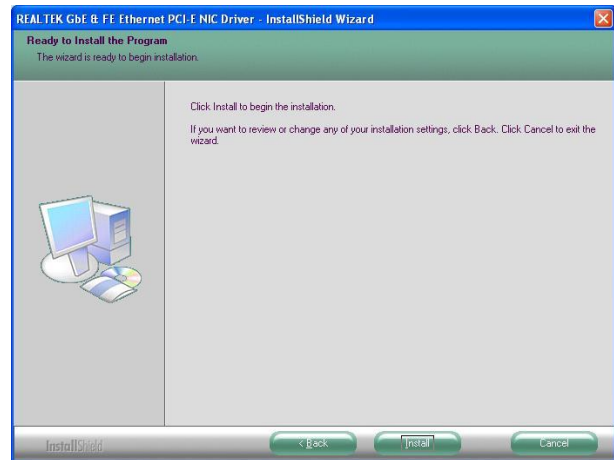 REALTEK GbE & FE Ethernet PCI-E NIC Driver - InstallShield Wizard
Ready to Install the Program
The wizard is ready to begin installation.
Click Install to begin the installation.
If you want to review or change any of your installation settings, click Back. Click Cancel to exit the
wizard.
InstallShield
< Back
Install
Cancel